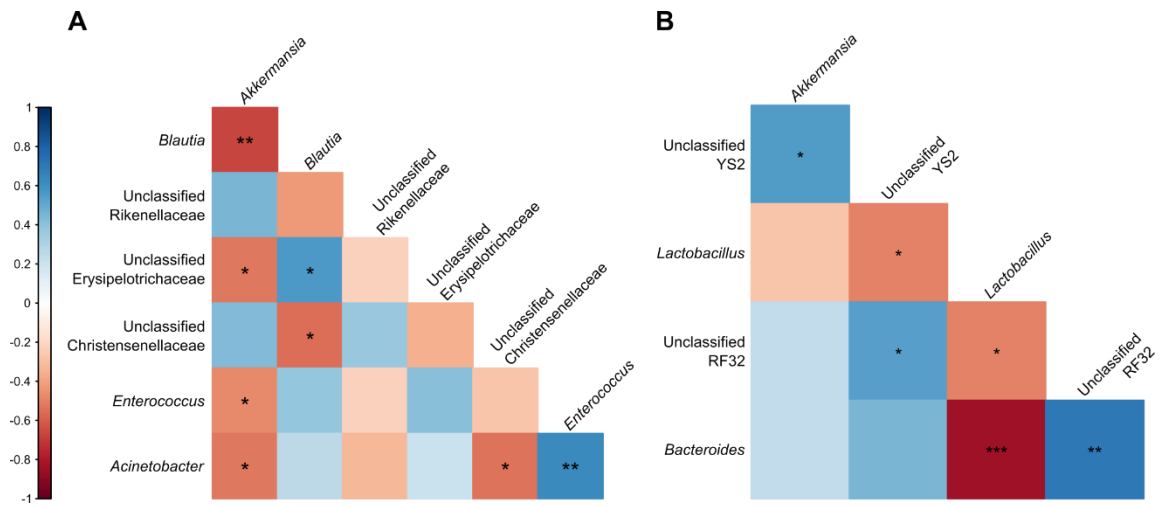 A
B
1
0.8
0.6
0.4
0.2
0
-0.2
-0.4
-0.6
-0.8
-1
Akkermansia
Blautia
Unclassified
Rikenellaceae
Unclassified
Erysipelotrichaceae
Unclassified
Christensenellaceae
Enterococcus
Blautia
Unclassified
Rikenellaceae
Unclassified
Erysipelotrichaceae
Unclassified
Christensenellaceae
Enterococcus
Acinetobacter
**
* *
*
*
* * **
Akkermansia
Unclassified
YS2
Lactobacillus
Unclassified
RF32
Unclassified
YS2
Lactobacillus
Unclassified
RF32
Bacteroides
*
*
* *
*** **